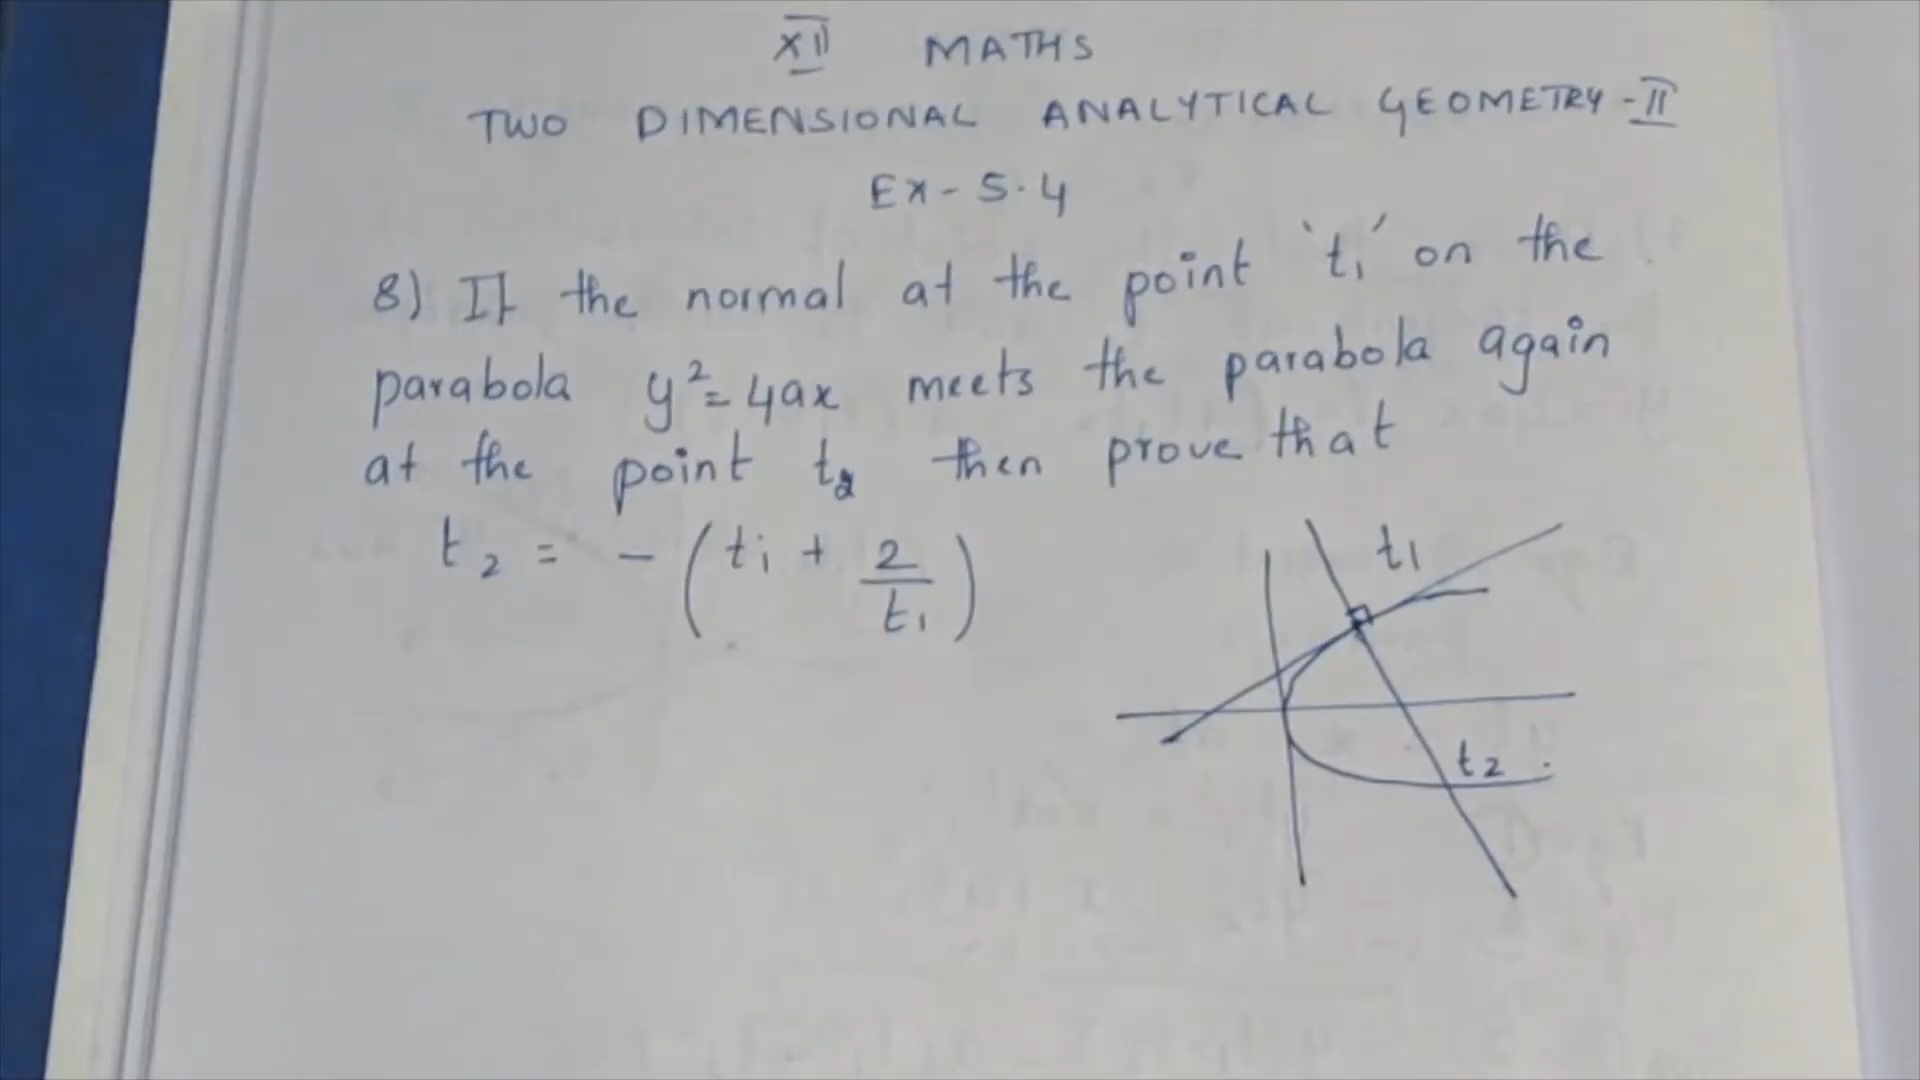 XII MATHS
TWO DIMENSIONAL ANALYTICAL GEOMETRY - II
Ex - 5.4
8) If the normal at the point 't₁' on the
parabola y² = 4ax meets the parabola again
at the point t₂ then prove that
t₂ = - (t₁ + 2/t₁)
t₁
t₂